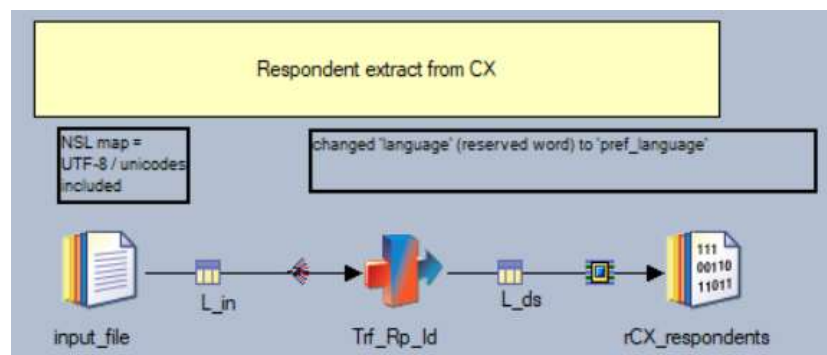 Respondent extract from CX
NSL map =
UTF-8 / unicodes
included
changed 'language' (reserved word) to 'pref_language'
111
00110
11011
L_in
L_ds
input_file
Trf_Rp_Id
rCX_respondents